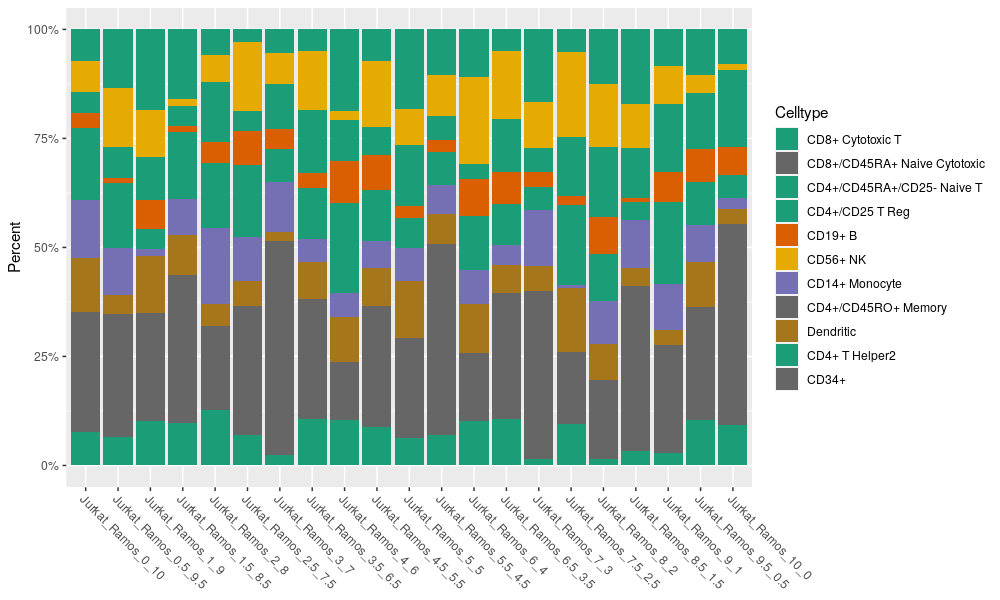 100%
75%
50%
25%
0%
Percent
Jurkat_Ramos_0_10
Jurkat_Ramos_0.5_9.5
Jurkat_Ramos_1_9
Jurkat_Ramos_1.5_8.5
Jurkat_Ramos_2_8
Jurkat_Ramos_2.5_7.5
Jurkat_Ramos_3_7
Jurkat_Ramos_3.5_6.5
Jurkat_Ramos_4_6
Jurkat_Ramos_4.5_5.5
Jurkat_Ramos_5_5
Jurkat_Ramos_5.5_4.5
Jurkat_Ramos_6_4
Jurkat_Ramos_6.5_3.5
Jurkat_Ramos_7_3
Jurkat_Ramos_7.5_2.5
Jurkat_Ramos_8_2
Jurkat_Ramos_8.5_1.5
Jurkat_Ramos_9_1
Jurkat_Ramos_9.5_0.5
Jurkat_Ramos_10_0
Celltype
CD8+ Cytotoxic T
CD8+/CD45RA+ Naive Cytotoxic
CD4+/CD45RA+/CD25- Naive T
CD4+/CD25 T Reg
CD19+ B
CD56+ NK
CD14+ Monocyte
CD4+/CD45RO+ Memory
Dendritic
CD4+ T Helper2
CD34+